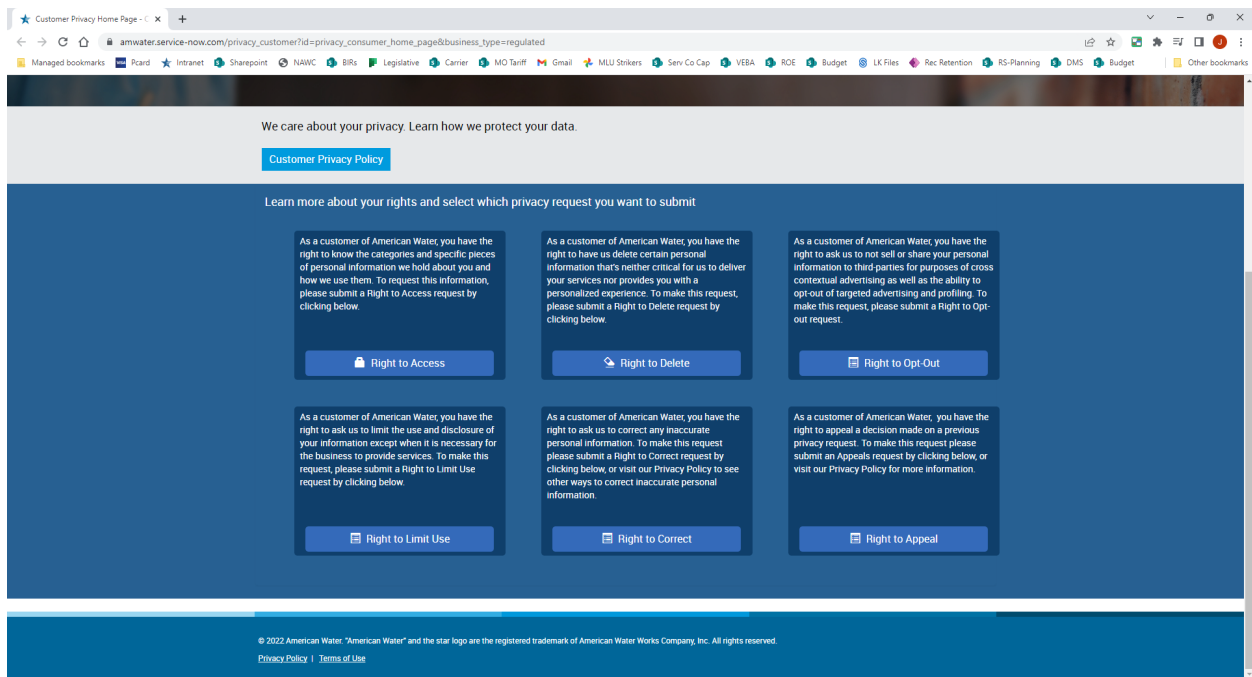 Customer Privacy Home Page - C
amwater.service-now.com/privacy_customer?id=privacy_consumer_home_page&business_type=regulated
J
Managed bookmarks Pcard Intranet Sharepoint NAWC BIRs Legislative Carrier MO Tariff Gmail MLU Strikers Serv Co Cap VEBA ROE Budget LK Files Rec Retention RS-Planning DMS Budget Other bookmarks
We care about your privacy. Learn how we protect your data.
Customer Privacy Policy
Learn more about your rights and select which privacy request you want to submit
As a customer of American Water, you have the
right to know the categories and specific pieces
of personal information we hold about you and
how we use them. To request this information,
please submit a Right to Access request by
clicking below.
Right to Access
As a customer of American Water, you have the
right to have us delete certain personal
information that's neither critical for us to deliver
your services nor provides you with a
personalized experience. To make this request,
please submit a Right to Delete request by
clicking below.
Right to Delete
As a customer of American Water, you have the
right to ask us to not sell or share your personal
information to third-parties for purposes of cross
contextual advertising as well as the ability to
opt-out of targeted advertising and profiling. To
make this request, please submit a Right to Opt-
out request.
Right to Opt-Out
As a customer of American Water, you have the
right to ask us to limit the use and disclosure of
your information except when it is necessary for
the business to provide services. To make this
request, please submit a Right to Limit Use
request by clicking below.
Right to Limit Use
As a customer of American Water, you have the
right to ask us to correct any inaccurate
personal information. To make this request
please submit a Right to Correct request by
clicking below, or visit our Privacy Policy to see
other ways to correct inaccurate personal
information.
Right to Correct
As a customer of American Water, you have the
right to appeal a decision made on a previous
privacy request. To make this request please
submit an Appeals request by clicking below, or
visit our Privacy Policy for more information.
Right to Appeal
© 2022 American Water. "American Water" and the star logo are the registered trademark of American Water Works Company, Inc. All rights reserved.
Privacy Policy | Terms of Use